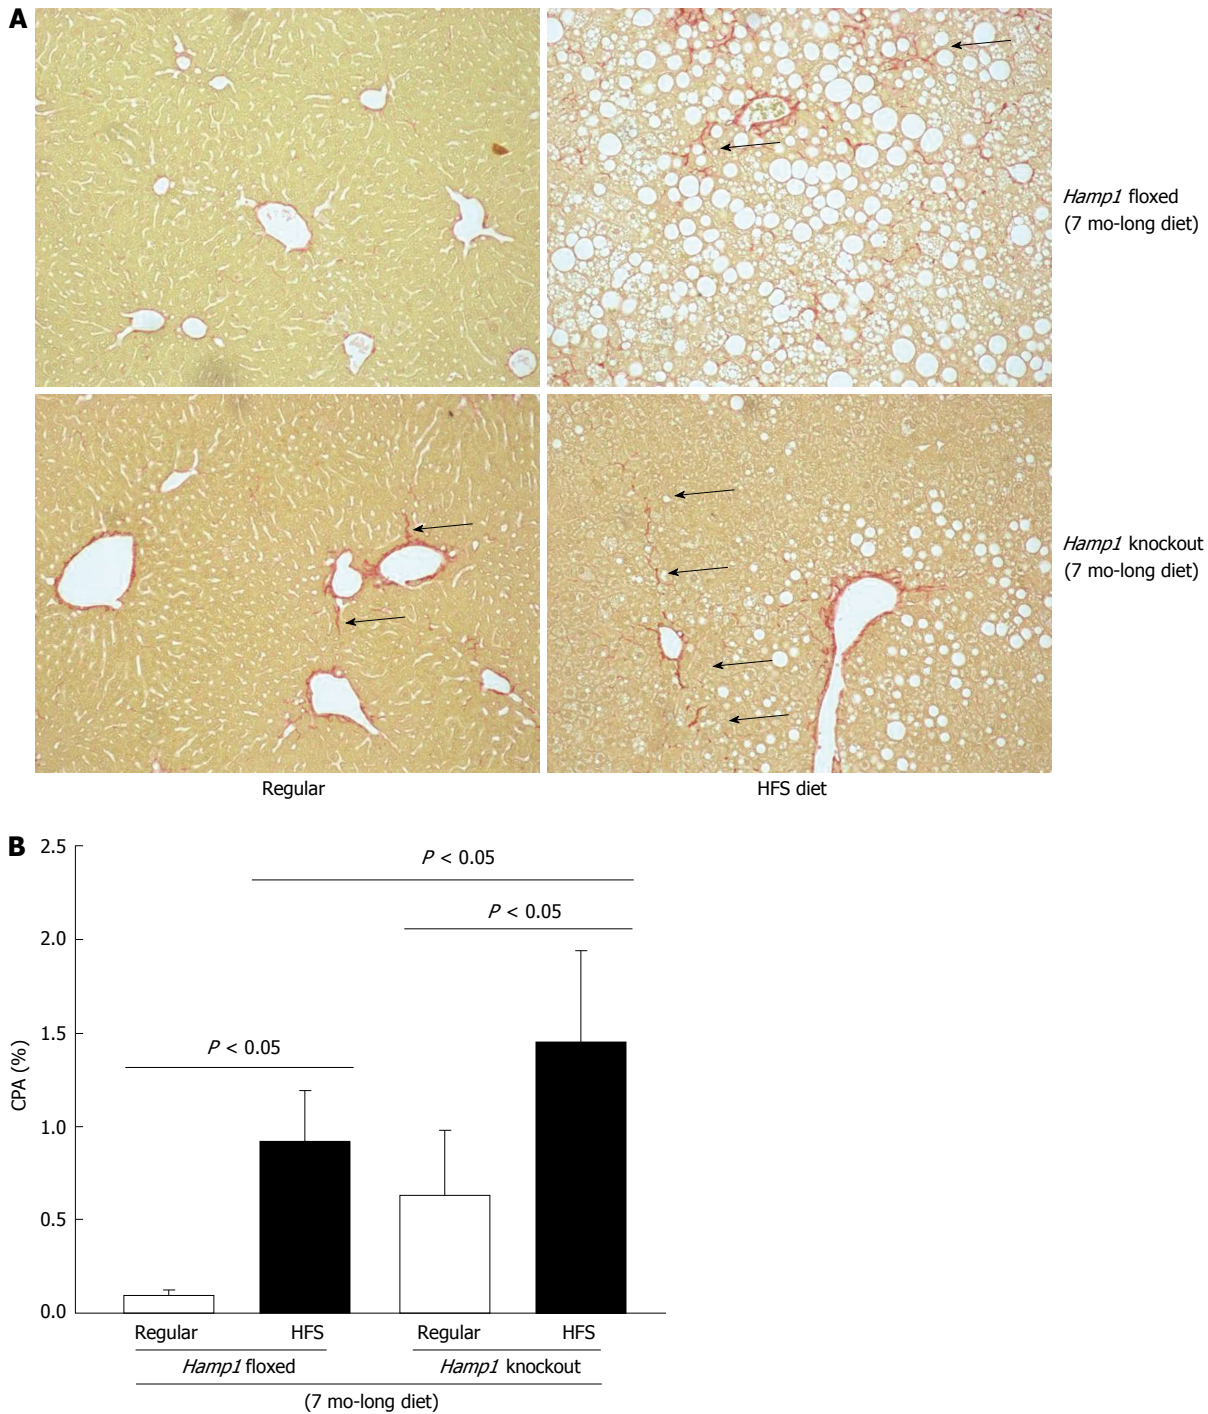 A
Hamp1 floxed
(7 mo-long diet)
Hamp1 knockout
(7 mo-long diet)
Regular
HFS diet
B
2.5
2.0
1.5
1.0
0.5
0.0
CPA (%)
P < 0.05
P < 0.05
P < 0.05
Regular
HFS
Regular
HFS
Hamp1 floxed
Hamp1 knockout
(7 mo-long diet)